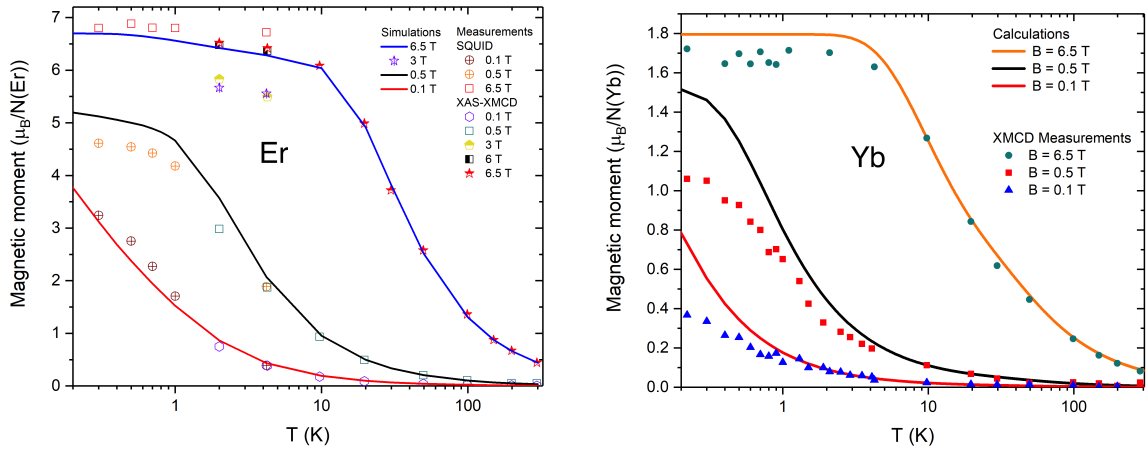 Magnetic moment (μB/N(Er))
7
6
5
4
3
2
1
0
1
10
100
T (K)
Er
Simulations
6.5 T
3 T
0.5 T
0.1 T
Measurements
SQUID
0.1 T
0.5 T
6.5 T
XAS-XMCD
0.1 T
0.5 T
3 T
6 T
6.5 T
Magnetic moment (μB/N(Yb))
1.8
1.6
1.4
1.2
1.0
0.8
0.6
0.4
0.2
0.0
1
10
100
T (K)
Yb
Calculations
B = 6.5 T
B = 0.5 T
B = 0.1 T
XMCD Measurements
B = 6.5 T
B = 0.5 T
B = 0.1 T